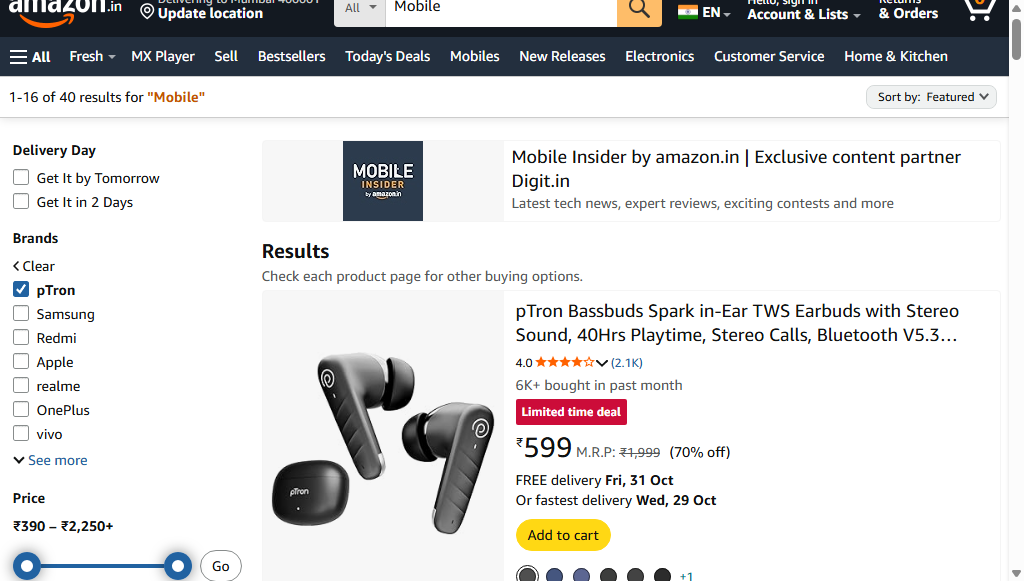 amazon.in
Delivering to Mumbai 400001
Update location
All
Mobile
EN
Hello, sign in
Account & Lists
Returns
& Orders
0
All
Fresh
MX Player
Sell
Bestsellers
Today's Deals
Mobiles
New Releases
Electronics
Customer Service
Home & Kitchen
1-16 of 40 results for "Mobile"
Sort by: Featured
Delivery Day
Get It by Tomorrow
Get It in 2 Days
Brands
Clear
pTron
Samsung
Redmi
Apple
realme
OnePlus
vivo
See more
Price
₹390 – ₹2,250+
Go
MOBILE
INSIDER
by amazon.in
Mobile Insider by amazon.in | Exclusive content partner
Digit.in
Latest tech news, expert reviews, exciting contests and more
Results
Check each product page for other buying options.
pTron
pTron Bassbuds Spark in-Ear TWS Earbuds with Stereo
Sound, 40Hrs Playtime, Stereo Calls, Bluetooth V5.3…
4.0 (2.1K)
6K+ bought in past month
Limited time deal
₹599 M.R.P: ₹1,999 (70% off)
FREE delivery Fri, 31 Oct
Or fastest delivery Wed, 29 Oct
Add to cart
+1